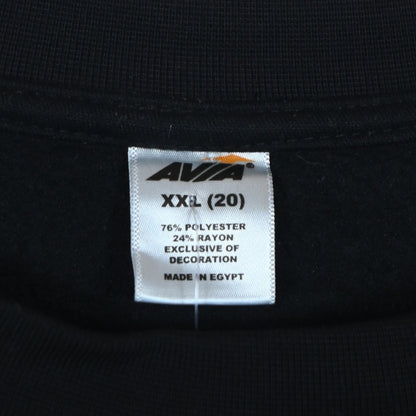 AVIA®
XXL (20)
76% POLYESTER
24% RAYON
EXCLUSIVE OF
DECORATION
MADE IN EGYPT